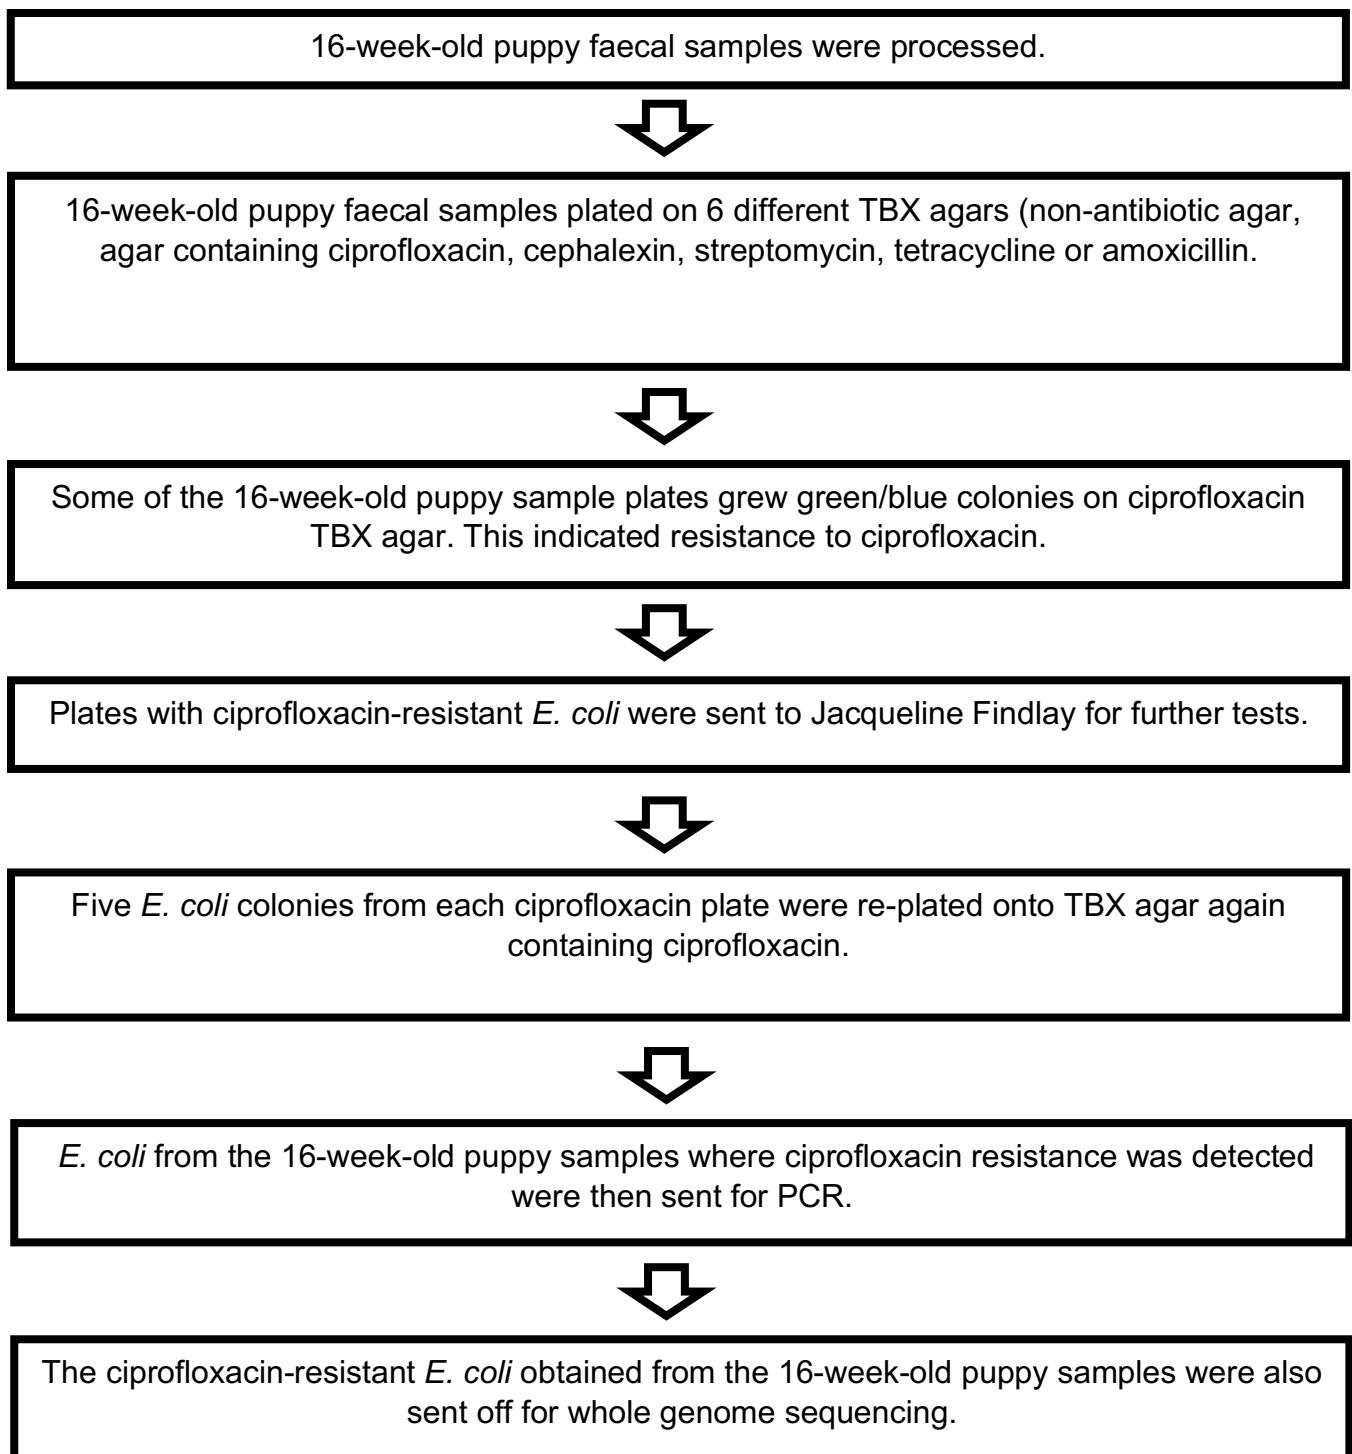 16-week-old puppy faecal samples were processed.
16-week-old puppy faecal samples plated on 6 different TBX agars (non-antibiotic agar,
agar containing ciprofloxacin, cephalexin, streptomycin, tetracycline or amoxicillin.
Some of the 16-week-old puppy sample plates grew green/blue colonies on ciprofloxacin
TBX agar. This indicated resistance to ciprofloxacin.
Plates with ciprofloxacin-resistant E. coli were sent to Jacqueline Findlay for further tests.
Five E. coli colonies from each ciprofloxacin plate were re-plated onto TBX agar again
containing ciprofloxacin.
E. coli from the 16-week-old puppy samples where ciprofloxacin resistance was detected
were then sent for PCR.
The ciprofloxacin-resistant E. coli obtained from the 16-week-old puppy samples were also
sent off for whole genome sequencing.